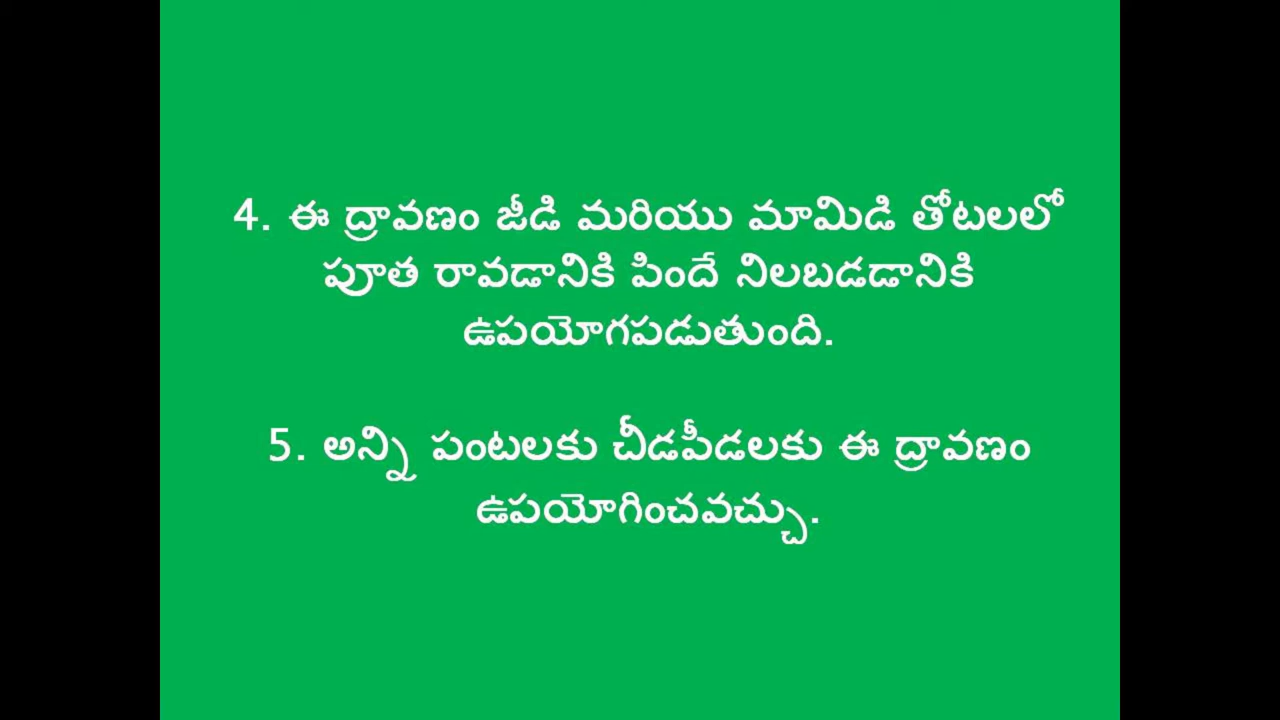 4. ఈ ద్రావణం జీడి మరియు మామిడి తోటలలో
పూత రావడానికి పిందే నిలబడడానికి
ఉపయోగపడుతుంది.
5. అన్ని పంటలకు చీడపీడలకు ఈ ద్రావణం
ఉపయోగించవచ్చు.